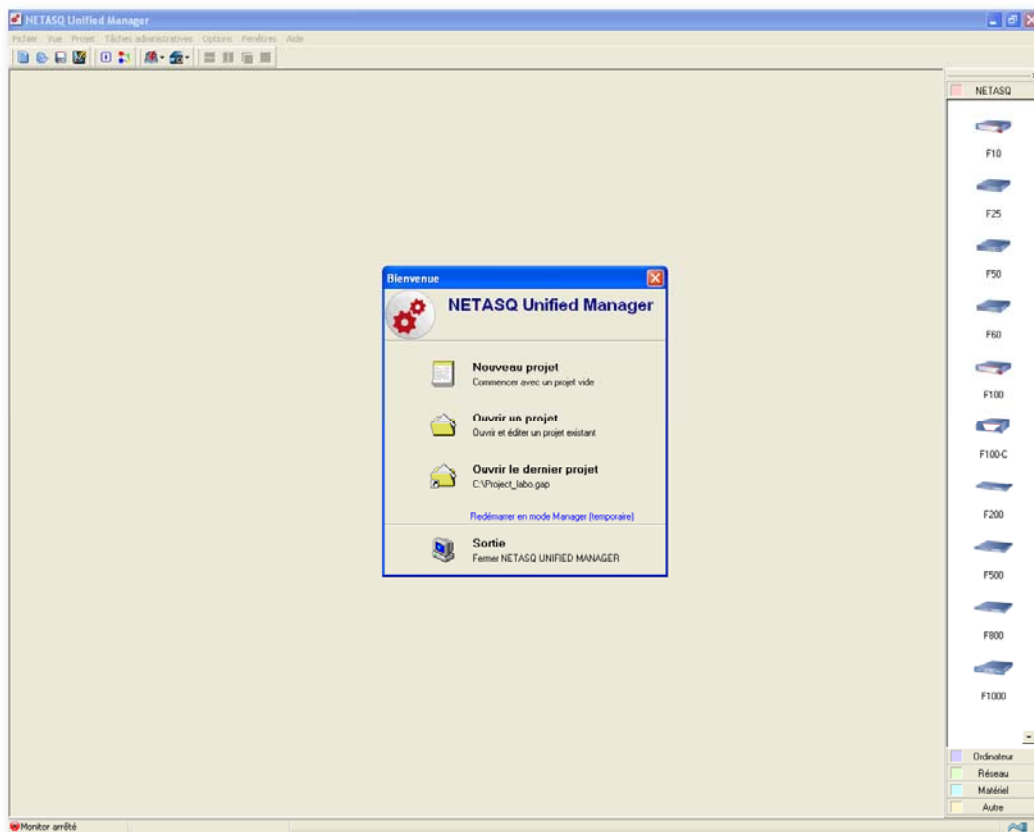 NETASQ Unified Manager
Fichier Vue Projet Tâches administratives Options Fenêtres Aide
NETASQ
F10
F25
F50
F60
F100
F100-C
F200
F500
F800
F1000
Ordinateur
Réseau
Matériel
Autre
Bienvenue
NETASQ Unified Manager
Nouveau projet
Commencer avec un projet vide
Ouvrir un projet
Ouvrir et éditer un projet existant
Ouvrir le dernier projet
C:\Project_labo.gap
Redémarrer en mode Manager (temporaire)
Sortie
Fermer NETASQ UNIFIED MANAGER
Monitor arrêté